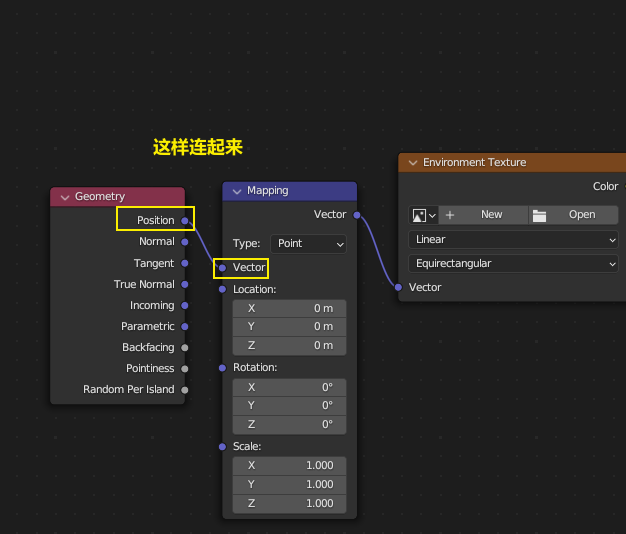 这样连起来
Geometry
Position
Normal
Tangent
True Normal
Incoming
Parametric
Backfacing
Pointiness
Random Per Island
Mapping
Vector
Type: Point
Vector
Location:
X 0 m
Y 0 m
Z 0 m
Rotation:
X 0°
Y 0°
Z 0°
Scale:
X 1.000
Y 1.000
Z 1.000
Environment Texture
Color
New Open
Linear
Equirectangular
Vector